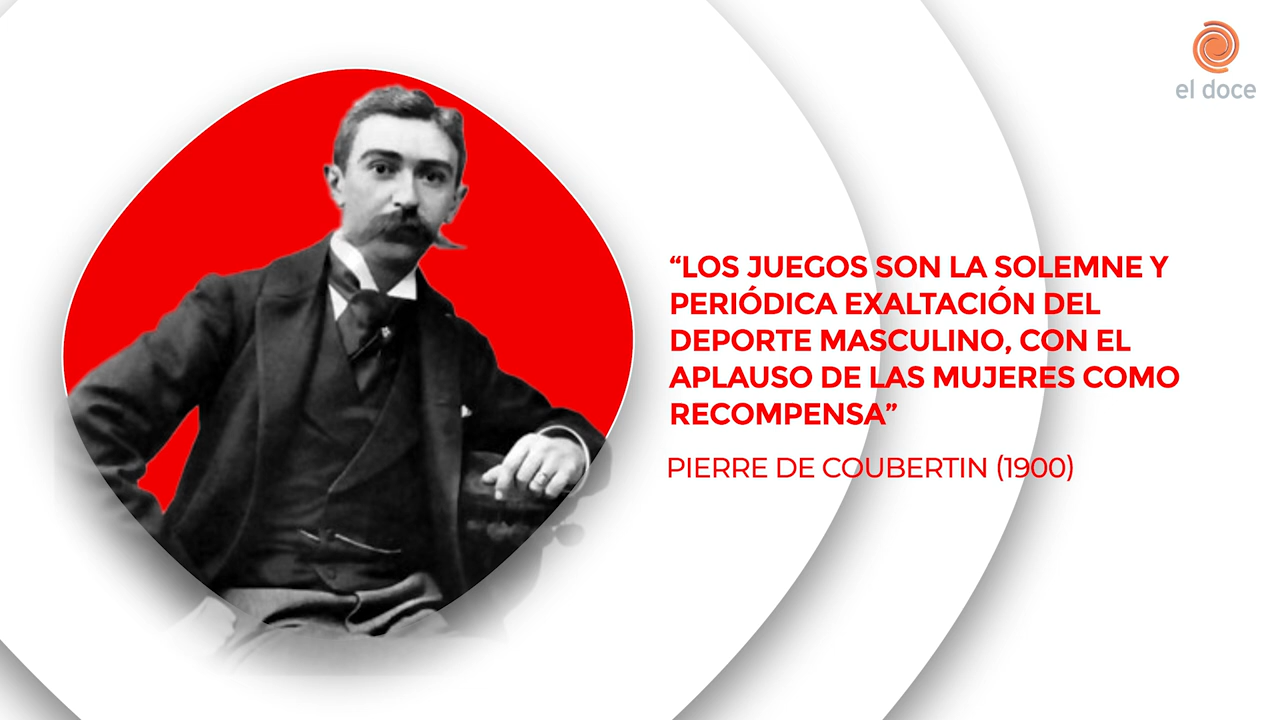 el doce
“LOS JUEGOS SON LA SOLEMNE Y
PERIÓDICA EXALTACIÓN DEL
DEPORTE MASCULINO, CON EL
APLAUSO DE LAS MUJERES COMO
RECOMPENSA”
PIERRE DE COUBERTIN (1900)